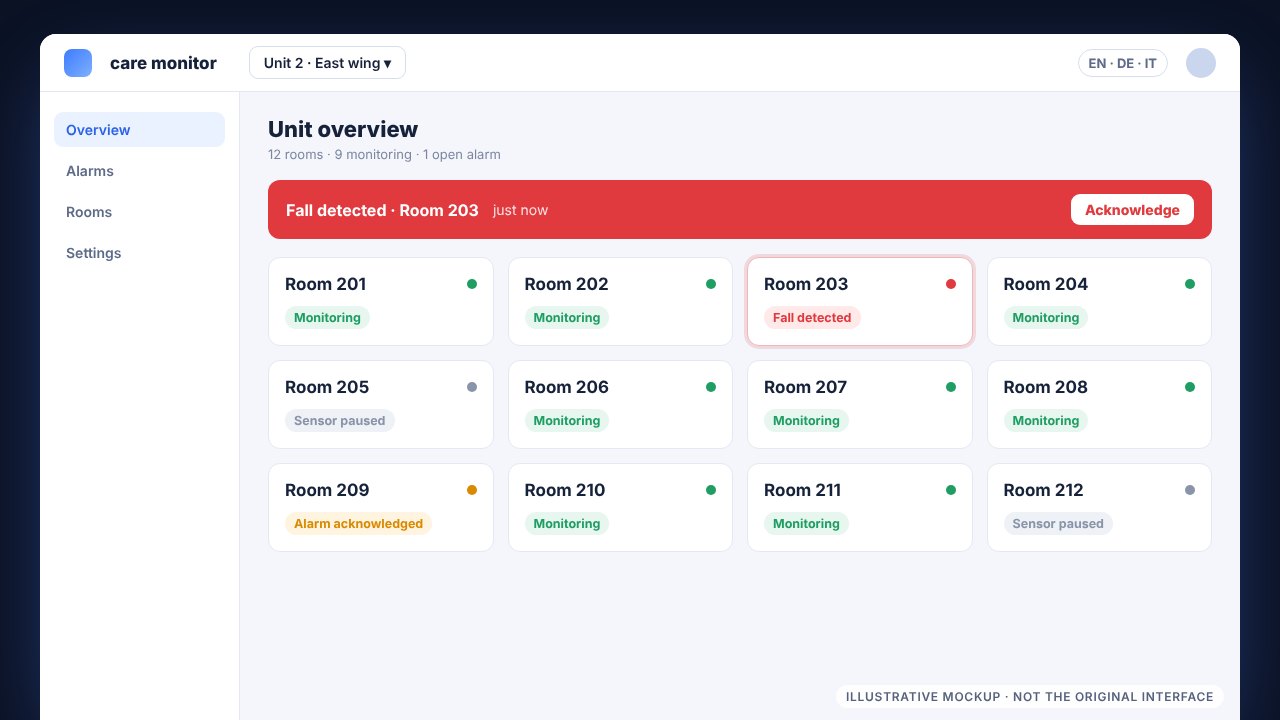 care monitor
Unit 2 · East wing ▾
EN · DE · IT
Overview
Alarms
Rooms
Settings
Unit overview
12 rooms · 9 monitoring · 1 open alarm
Fall detected · Room 203 just now
Acknowledge
Room 201
Monitoring
Room 202
Monitoring
Room 203
Fall detected
Room 204
Monitoring
Room 205
Sensor paused
Room 206
Monitoring
Room 207
Monitoring
Room 208
Monitoring
Room 209
Alarm acknowledged
Room 210
Monitoring
Room 211
Monitoring
Room 212
Sensor paused
ILLUSTRATIVE MOCKUP · NOT THE ORIGINAL INTERFACE